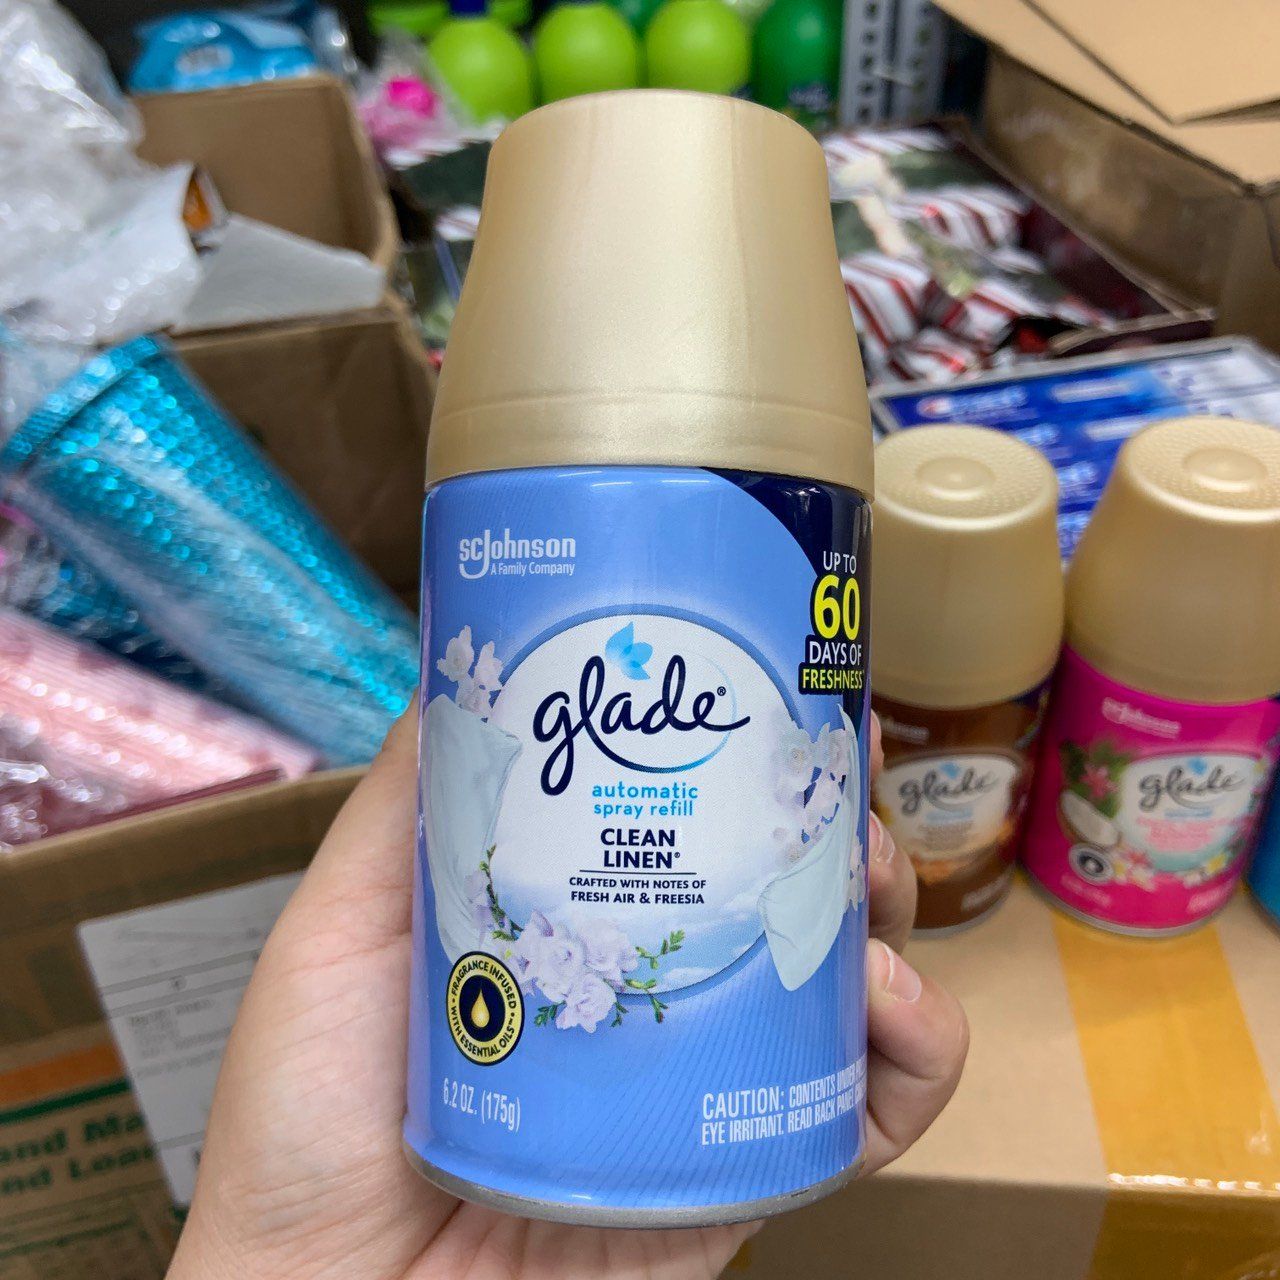 scJohnson
A Family Company
UP TO
60
DAYS OF
FRESHNESS
glade®
automatic
spray refill
CLEAN
LINEN®
CRAFTED WITH NOTES OF
FRESH AIR & FREESIA
FRAGRANCE INFUSED
WITH ESSENTIAL OILS
6.2 OZ. (175g)
CAUTION: CONTENTS UNDER
EYE IRRITANT. READ BACK PANEL
scJohnson
glade
glade